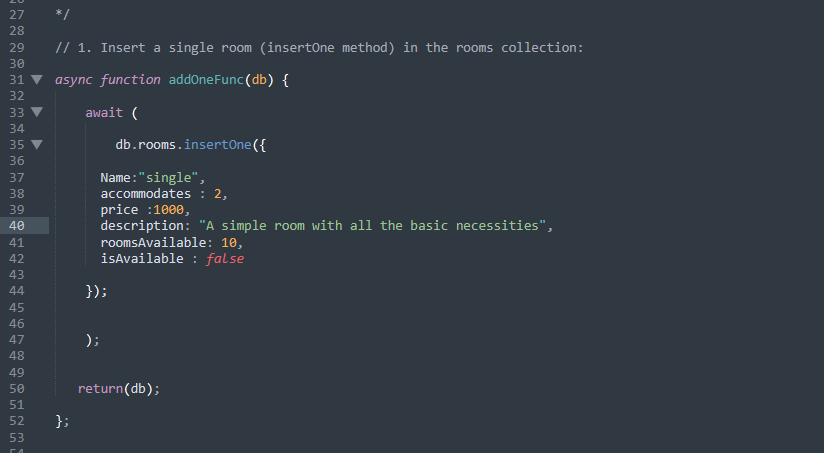 27 */
28
29 // 1. Insert a single room (insertOne method) in the rooms collection:
30
31 async function addOneFunc(db) {
32
33 await (
34
35 db.rooms.insertOne({
36
37 Name:"single",
38 accommodates : 2,
39 price :1000,
40 description: "A simple room with all the basic necessities",
41 roomsAvailable: 10,
42 isAvailable : false
43
44 });
45
46
47 );
48
49
50 return(db);
51
52 };
53